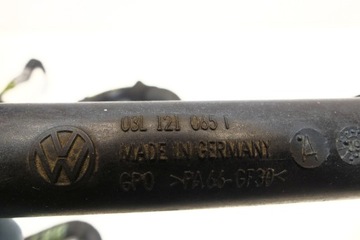 03L 121 065 I
MADE IN GERMANY
GPO >PA66-GF30<